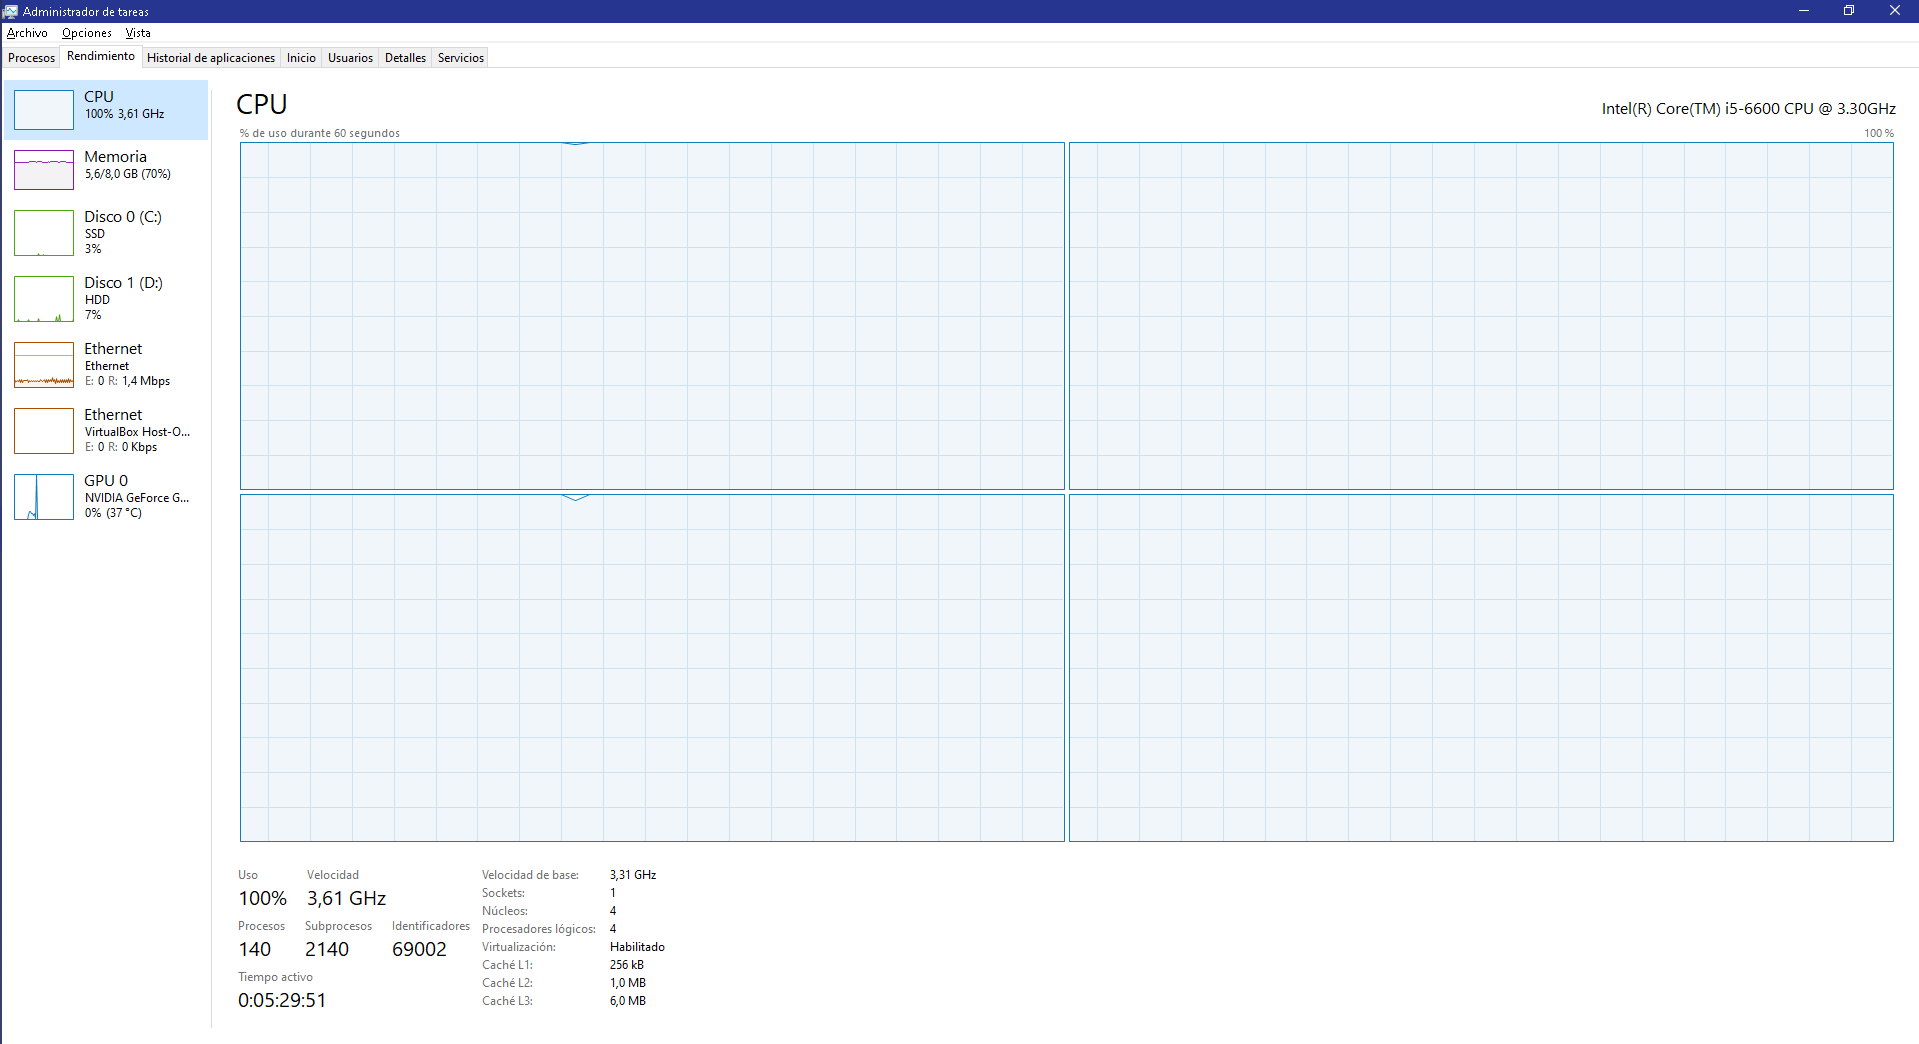 Administrador de tareas
Archivo Opciones Vista
Procesos Rendimiento Historial de aplicaciones Inicio Usuarios Detalles Servicios
CPU
100% 3,61 GHz
Memoria
5,6/8,0 GB (70%)
Disco 0 (C:)
SSD
3%
Disco 1 (D:)
HDD
7%
Ethernet
Ethernet
E: 0 R: 1,4 Mbps
Ethernet
VirtualBox Host-O...
E: 0 R: 0 Kbps
GPU 0
NVIDIA GeForce G...
0% (37 °C)
CPU
Intel(R) Core(TM) i5-6600 CPU @ 3.30GHz
% de uso durante 60 segundos
100 %
Uso Velocidad
100% 3,61 GHz
Procesos Subprocesos Identificadores
140 2140 69002
Tiempo activo
0:05:29:51
Velocidad de base: 3,31 GHz
Sockets: 1
Núcleos: 4
Procesadores lógicos: 4
Virtualización: Habilitado
Caché L1: 256 kB
Caché L2: 1,0 MB
Caché L3: 6,0 MB